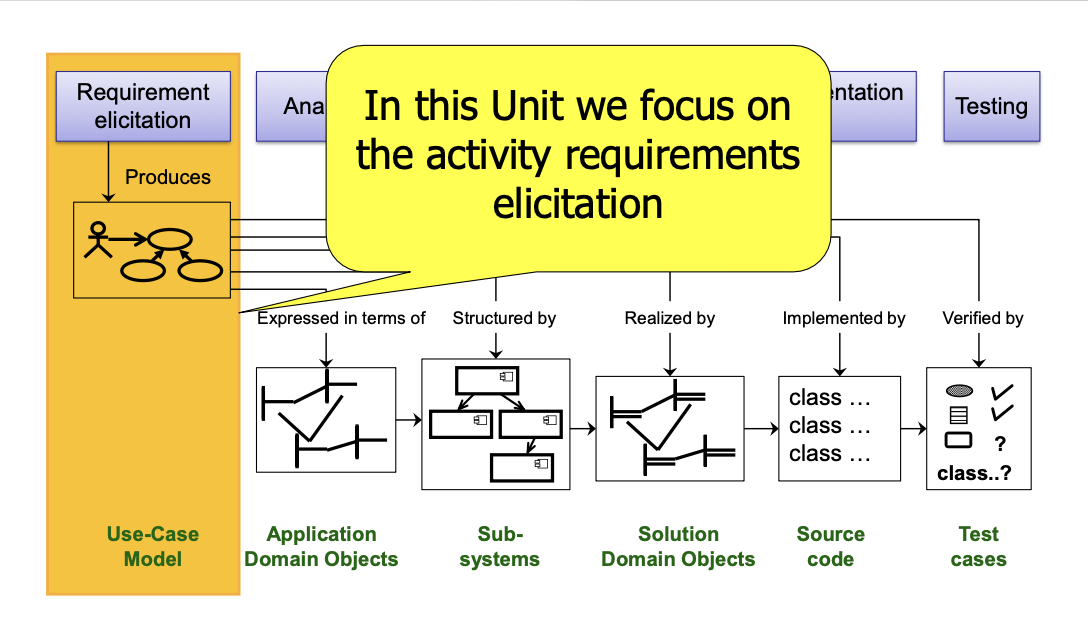 Requirement
elicitation
Ana
In this Unit we focus on
the activity requirements
elicitation
entation
Testing
Produces
Expressed in terms of
Structured by
Realized by
Implemented by
Verified by
class …
class …
class …
?
class..?
Use-Case
Model
Application
Domain Objects
Sub-
systems
Solution
Domain Objects
Source
code
Test
cases